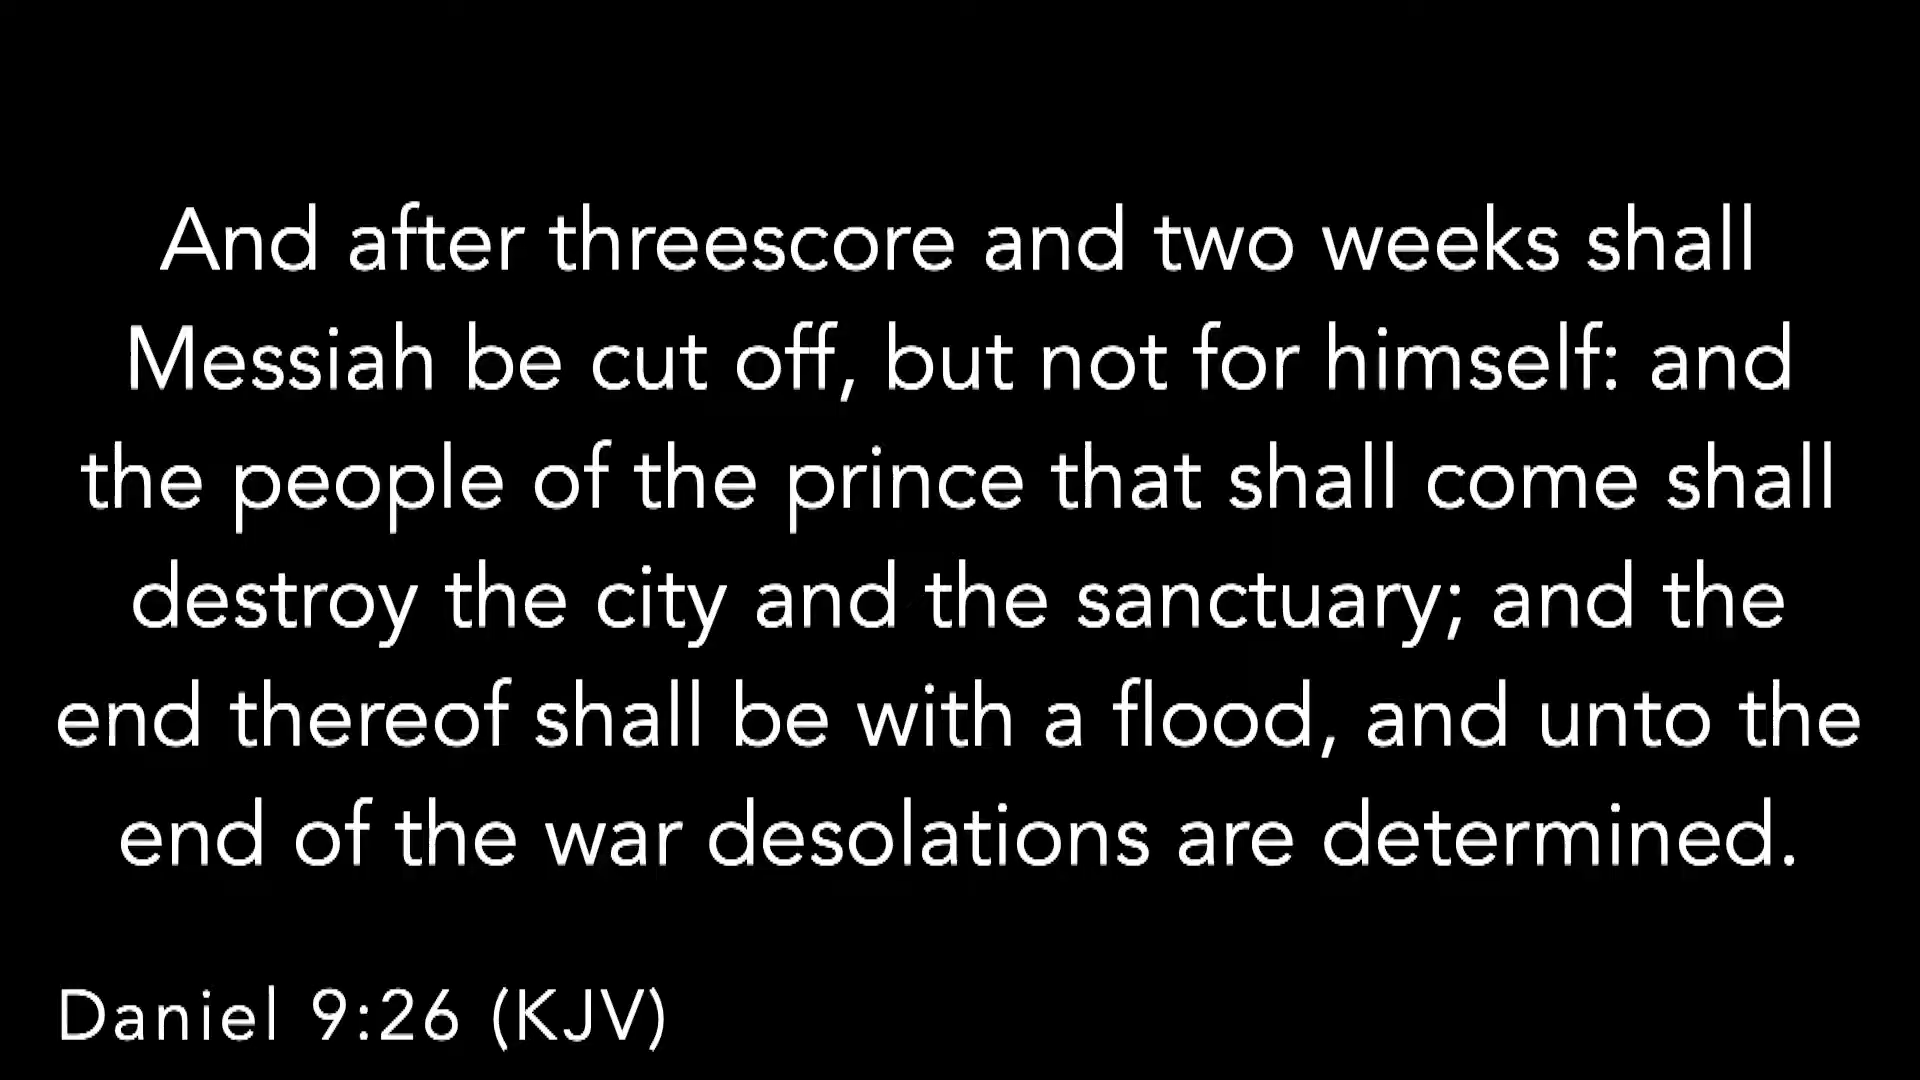 And after threescore and two weeks shall
Messiah be cut off, but not for himself: and
the people of the prince that shall come shall
destroy the city and the sanctuary; and the
end thereof shall be with a flood, and unto the
end of the war desolations are determined.
Daniel 9:26 (KJV)